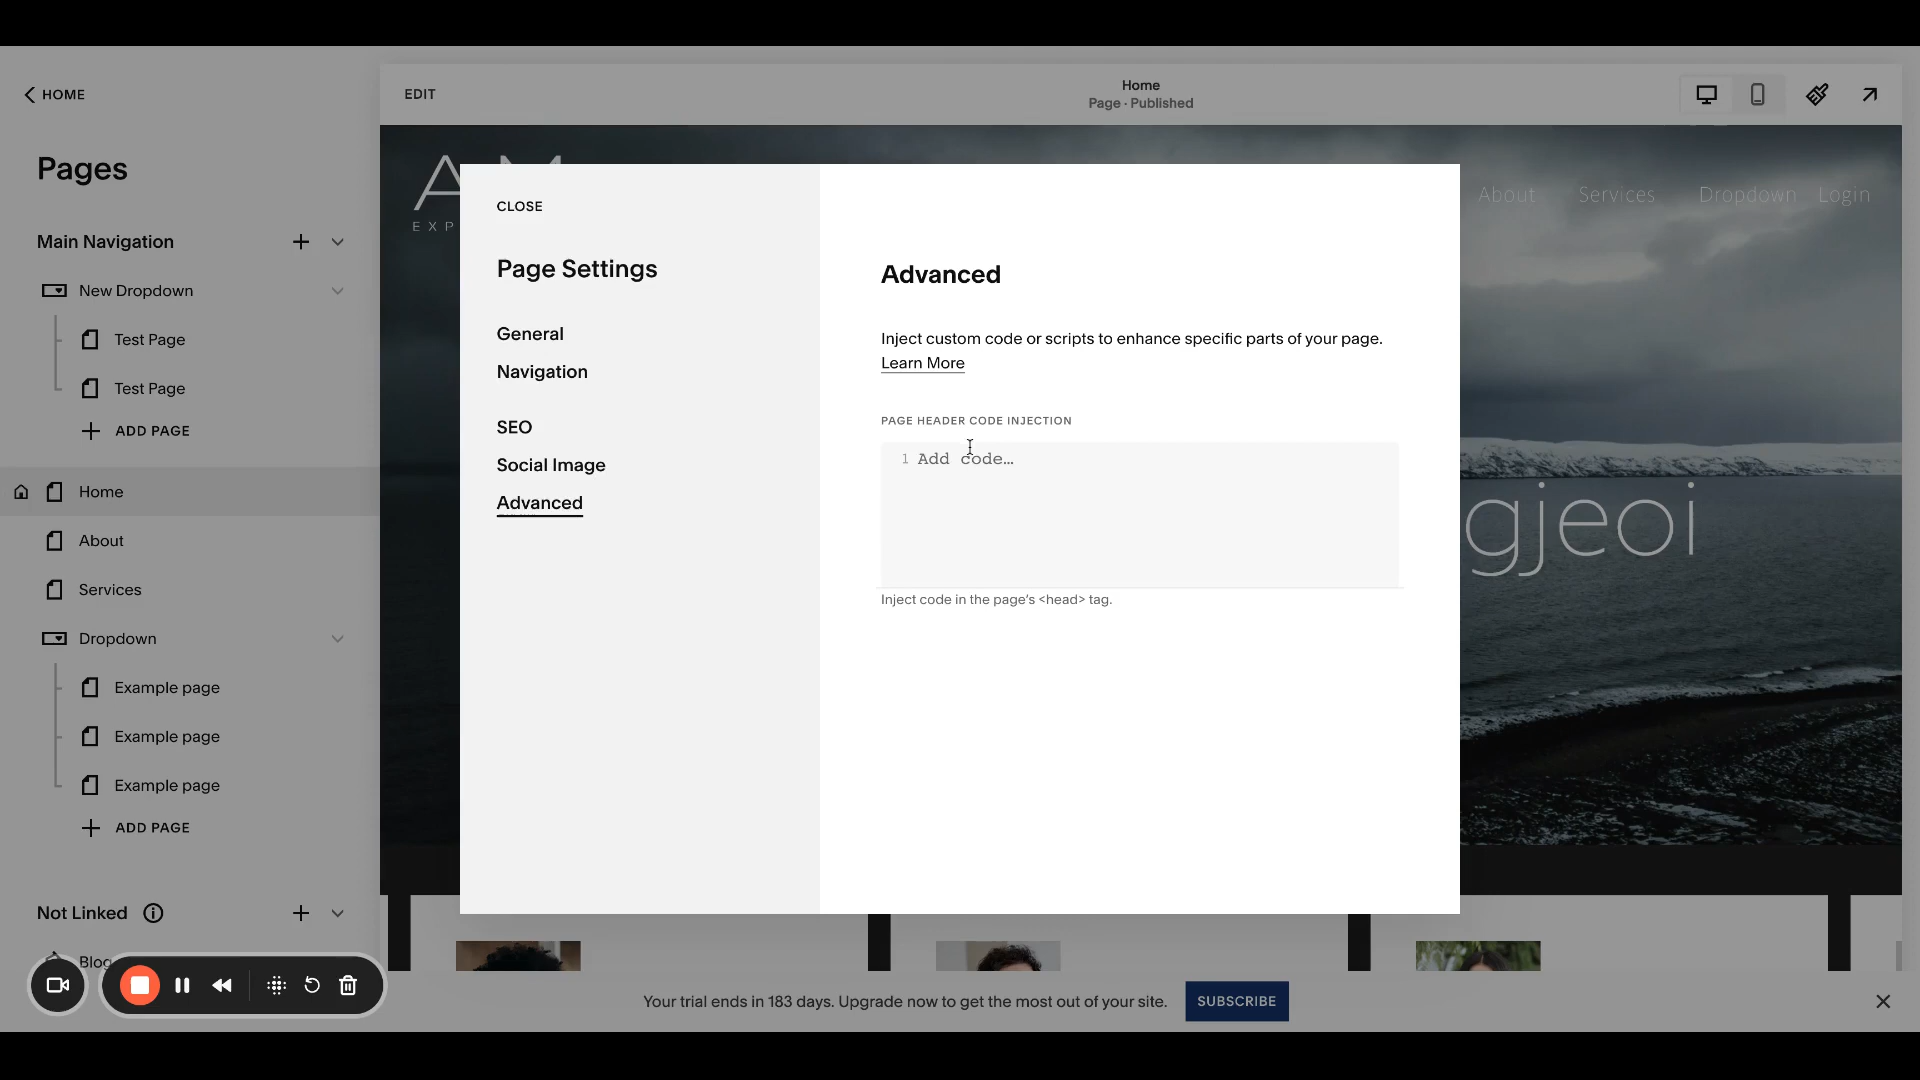 HOME
EDIT
Home
Page · Published
Pages
Main Navigation
New Dropdown
Test Page
Test Page
ADD PAGE
Home
About
Services
Dropdown
Example page
Example page
Example page
ADD PAGE
Not Linked
Blog
EXP
About
Services
Dropdown
Login
gjeoi
CLOSE
Page Settings
General
Navigation
SEO
Social Image
Advanced
Advanced
Inject custom code or scripts to enhance specific parts of your page.
Learn More
PAGE HEADER CODE INJECTION
1 Add code...
Inject code in the page's <head> tag.
Your trial ends in 183 days. Upgrade now to get the most out of your site.
SUBSCRIBE